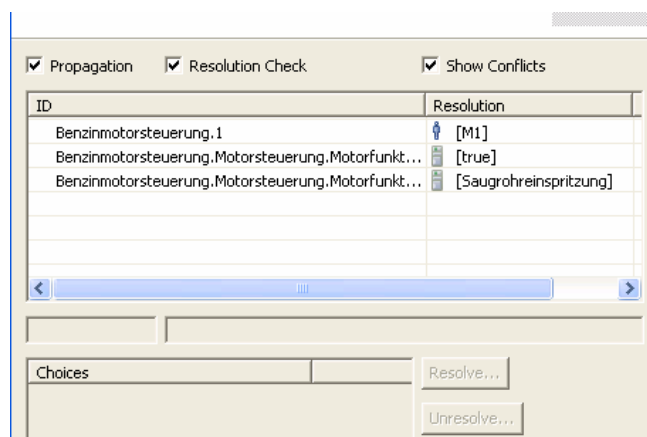 Propagation Resolution Check Show Conflicts
ID Resolution
Benzinmotorsteuerung.1 [M1]
Benzinmotorsteuerung.Motorsteuerung.Motorfunkt... [true]
Benzinmotorsteuerung.Motorsteuerung.Motorfunkt... [Saugrohreinspritzung]
Choices Resolve...
Unresolve...